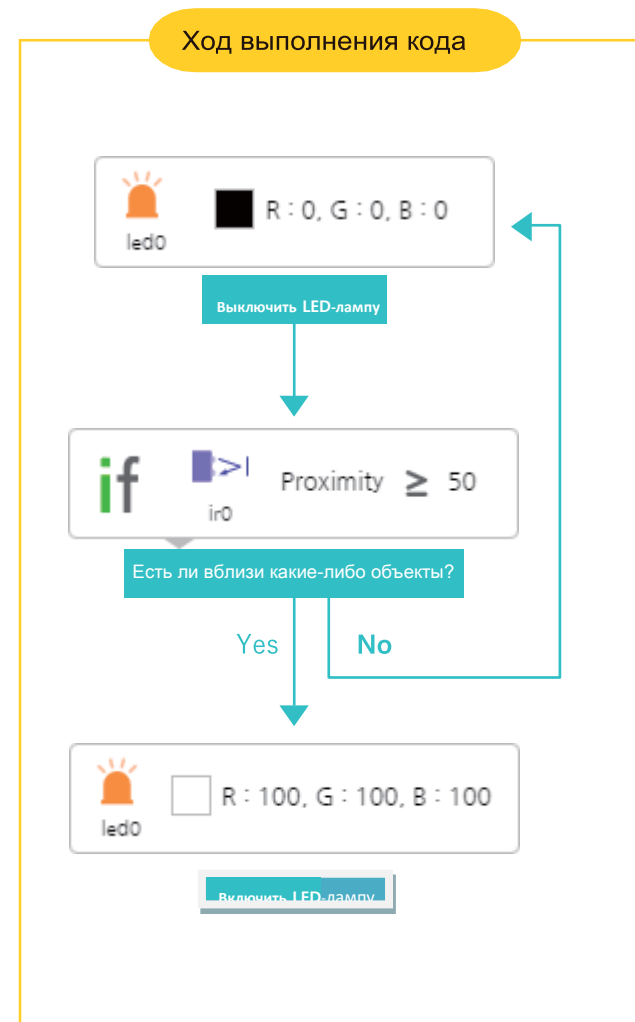 Ход выполнения кода
R : 0, G : 0, B : 0
led0
Выключить LED-лампу
if
Proximity ≥ 50
ir0
Есть ли вблизи какие-либо объекты?
Yes No
R : 100, G : 100, B : 100
led0
Включить LED-лампу